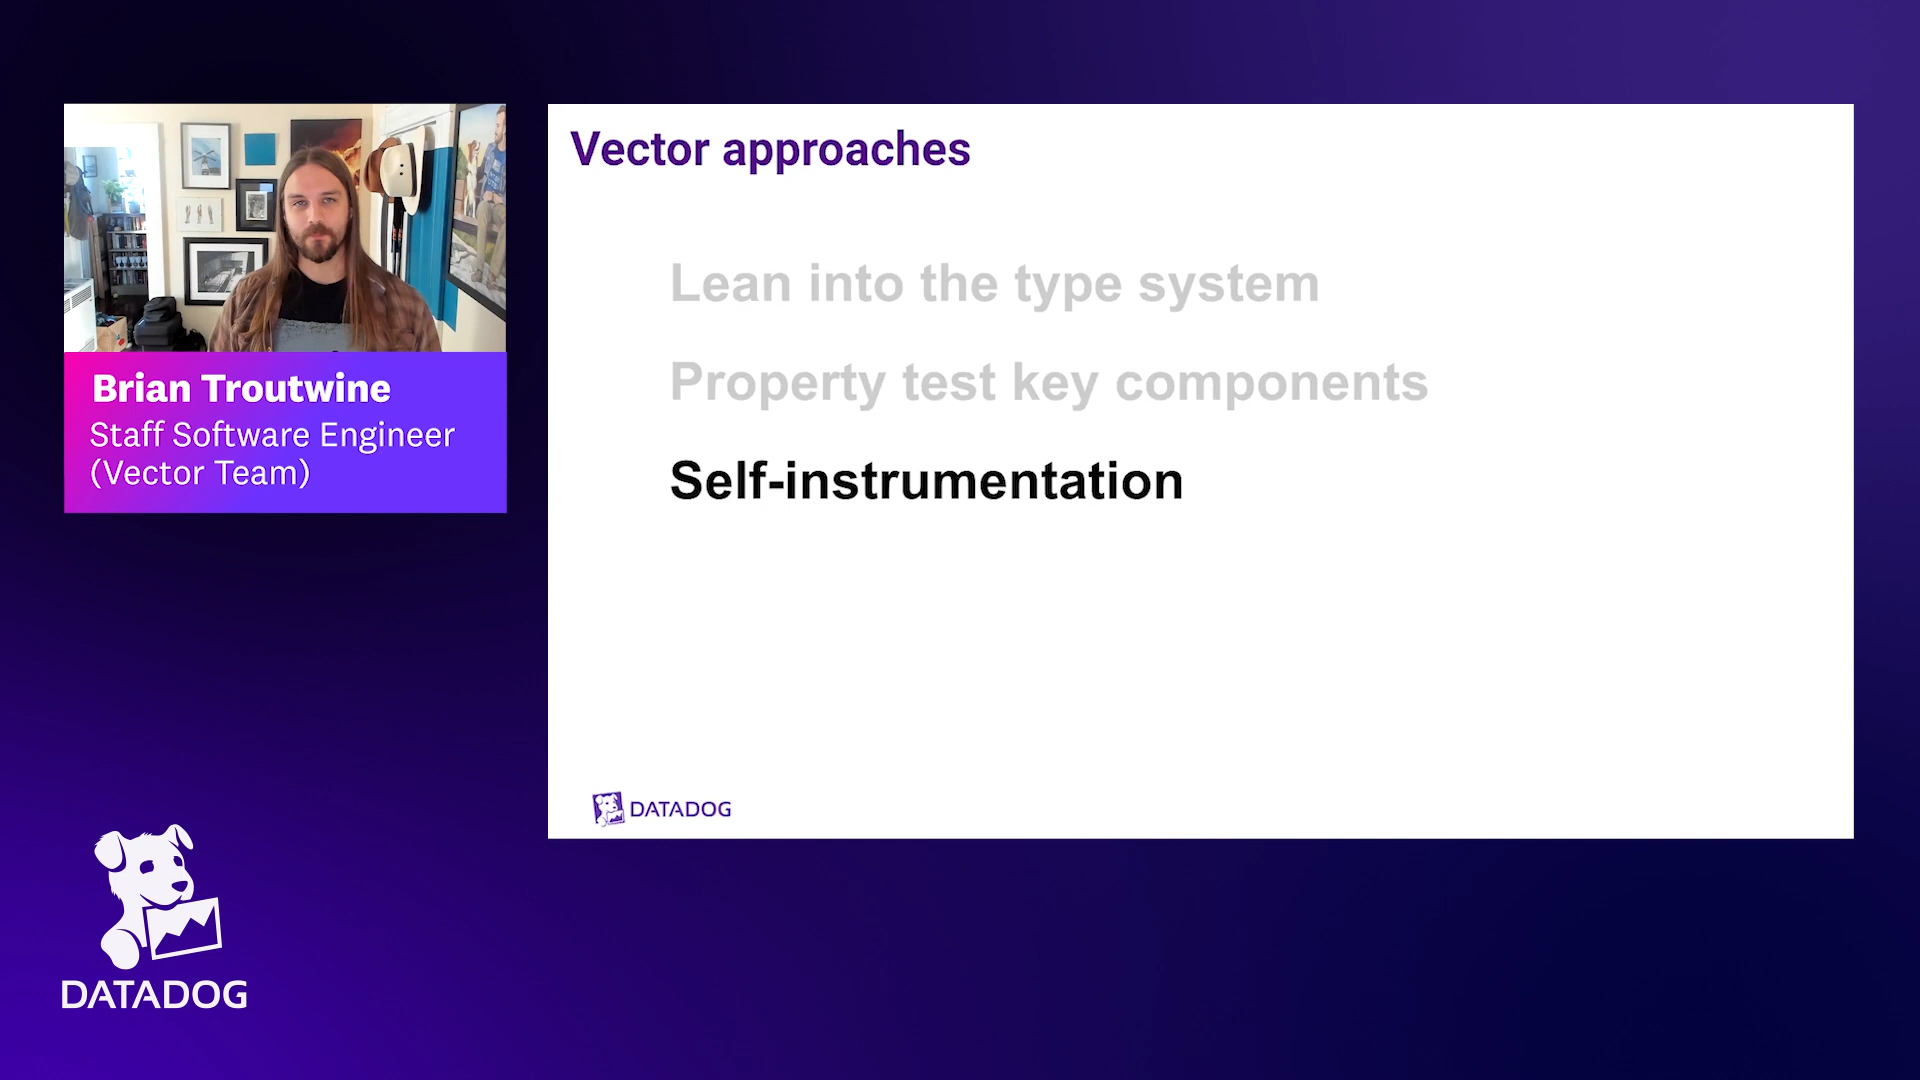 Vector approaches
Lean into the type system
Property test key components
Self-instrumentation
DATADOG
Brian Troutwine
Staff Software Engineer
(Vector Team)
DATADOG